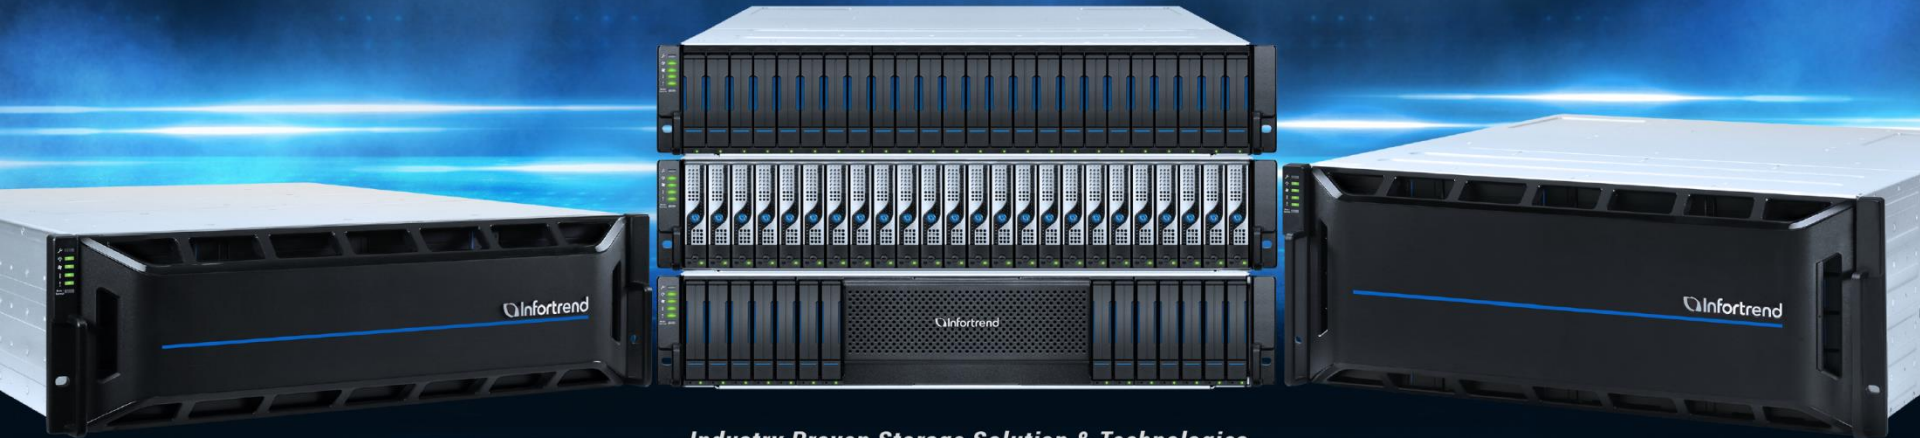 Infortrend
Infortrend
Infortrend
Industry Proven Storage Solution & Technologies